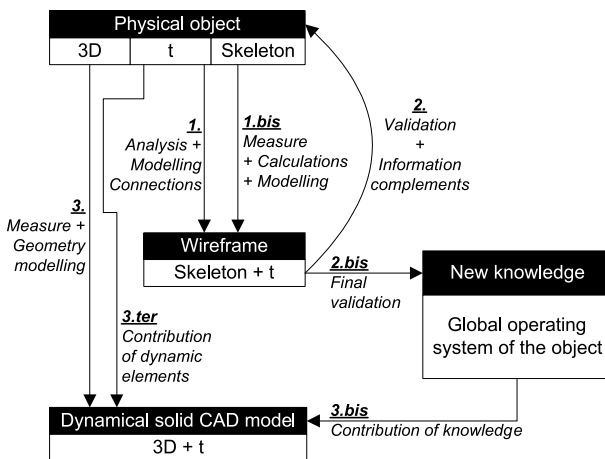 Physical object
3D
t
Skeleton
1.
Analysis +
Modelling
Connections
1.bis
Measure
+ Calculations
+ Modelling
2.
Validation
+
Information
complements
3.
Measure +
Geometry
modelling
Wireframe
Skeleton + t
2.bis
Final
validation
New knowledge
Global operating
system of the object
3.ter
Contribution
of dynamic
elements
3.bis
Contribution of knowledge
Dynamical solid CAD model
3D + t